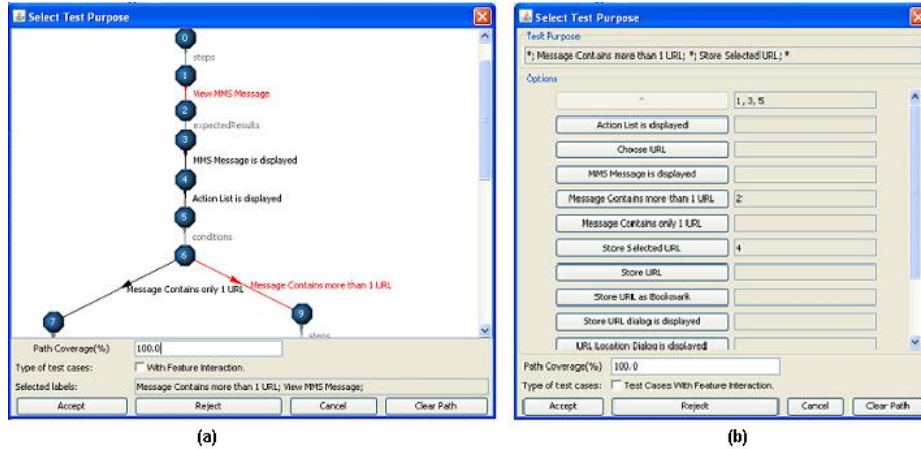 Select Test Purpose
0
steps
1
View MMS Message
2
expectedResults
3
MMS Message is displayed
4
Action List is displayed
5
conditions
6
Message Contains only 1 URL
Message Contains more than 1 URL
7
9
steps
Path Coverage(%)
100.0
Type of test cases:
With Feature Interaction.
Selected labels:
Message Contains more than 1 URL; View MMS Message;
Accept
Reject
Cancel
Clear Path
(a)
Select Test Purpose
Test Purpose
*; Message Contains more than 1 URL; *; Store Selected URL; *
Options
* 1, 3, 5
Action List is displayed
Choose URL
MMS Message is displayed
Message Contains more than 1 URL 2
Message Contains only 1 URL
Store Selected URL 4
Store URL
Store URL as Bookmark
Store URL dialog is displayed
URL Location Dialog is displayed
Path Coverage(%) 100.0
Type of test cases: Test Cases With Feature Interaction.
Accept
Reject
Cancel
Clear Path
(b)